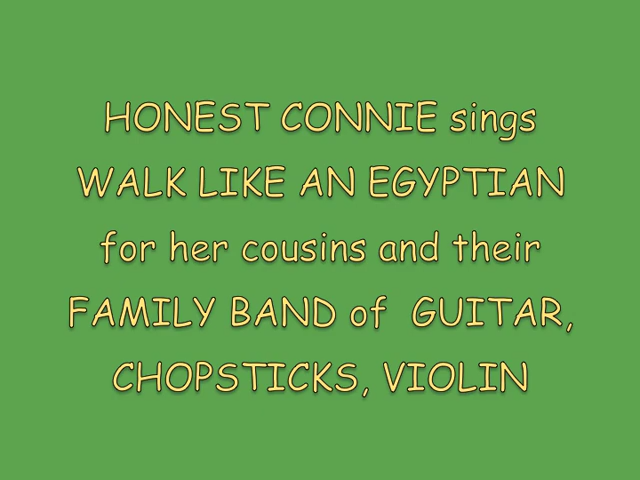 HONEST CONNIE sings
WALK LIKE AN EGYPTIAN
for her cousins and their
FAMILY BAND of GUITAR,
CHOPSTICKS, VIOLIN